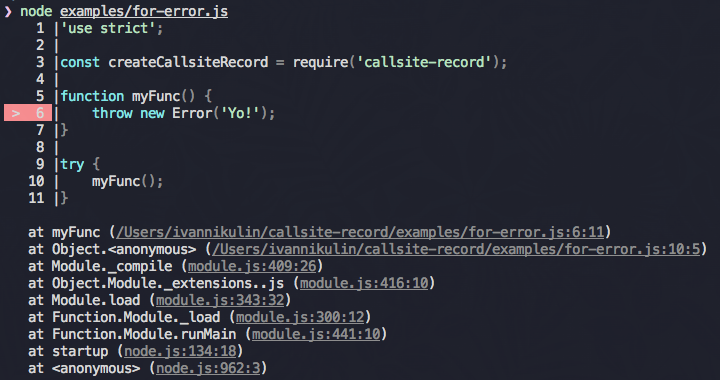 ❯ node examples/for-error.js
1 |'use strict';
2 |
3 |const createCallsiteRecord = require('callsite-record');
4 |
5 |function myFunc() {
> 6 |    throw new Error('Yo!');
7 |}
8 |
9 |try {
10 |    myFunc();
11 |}
at myFunc (/Users/ivannikulin/callsite-record/examples/for-error.js:6:11)
at Object.<anonymous> (/Users/ivannikulin/callsite-record/examples/for-error.js:10:5)
at Module._compile (module.js:409:26)
at Object.Module._extensions..js (module.js:416:10)
at Module.load (module.js:343:32)
at Function.Module._load (module.js:300:12)
at Function.Module.runMain (module.js:441:10)
at startup (node.js:134:18)
at <anonymous> (node.js:962:3)